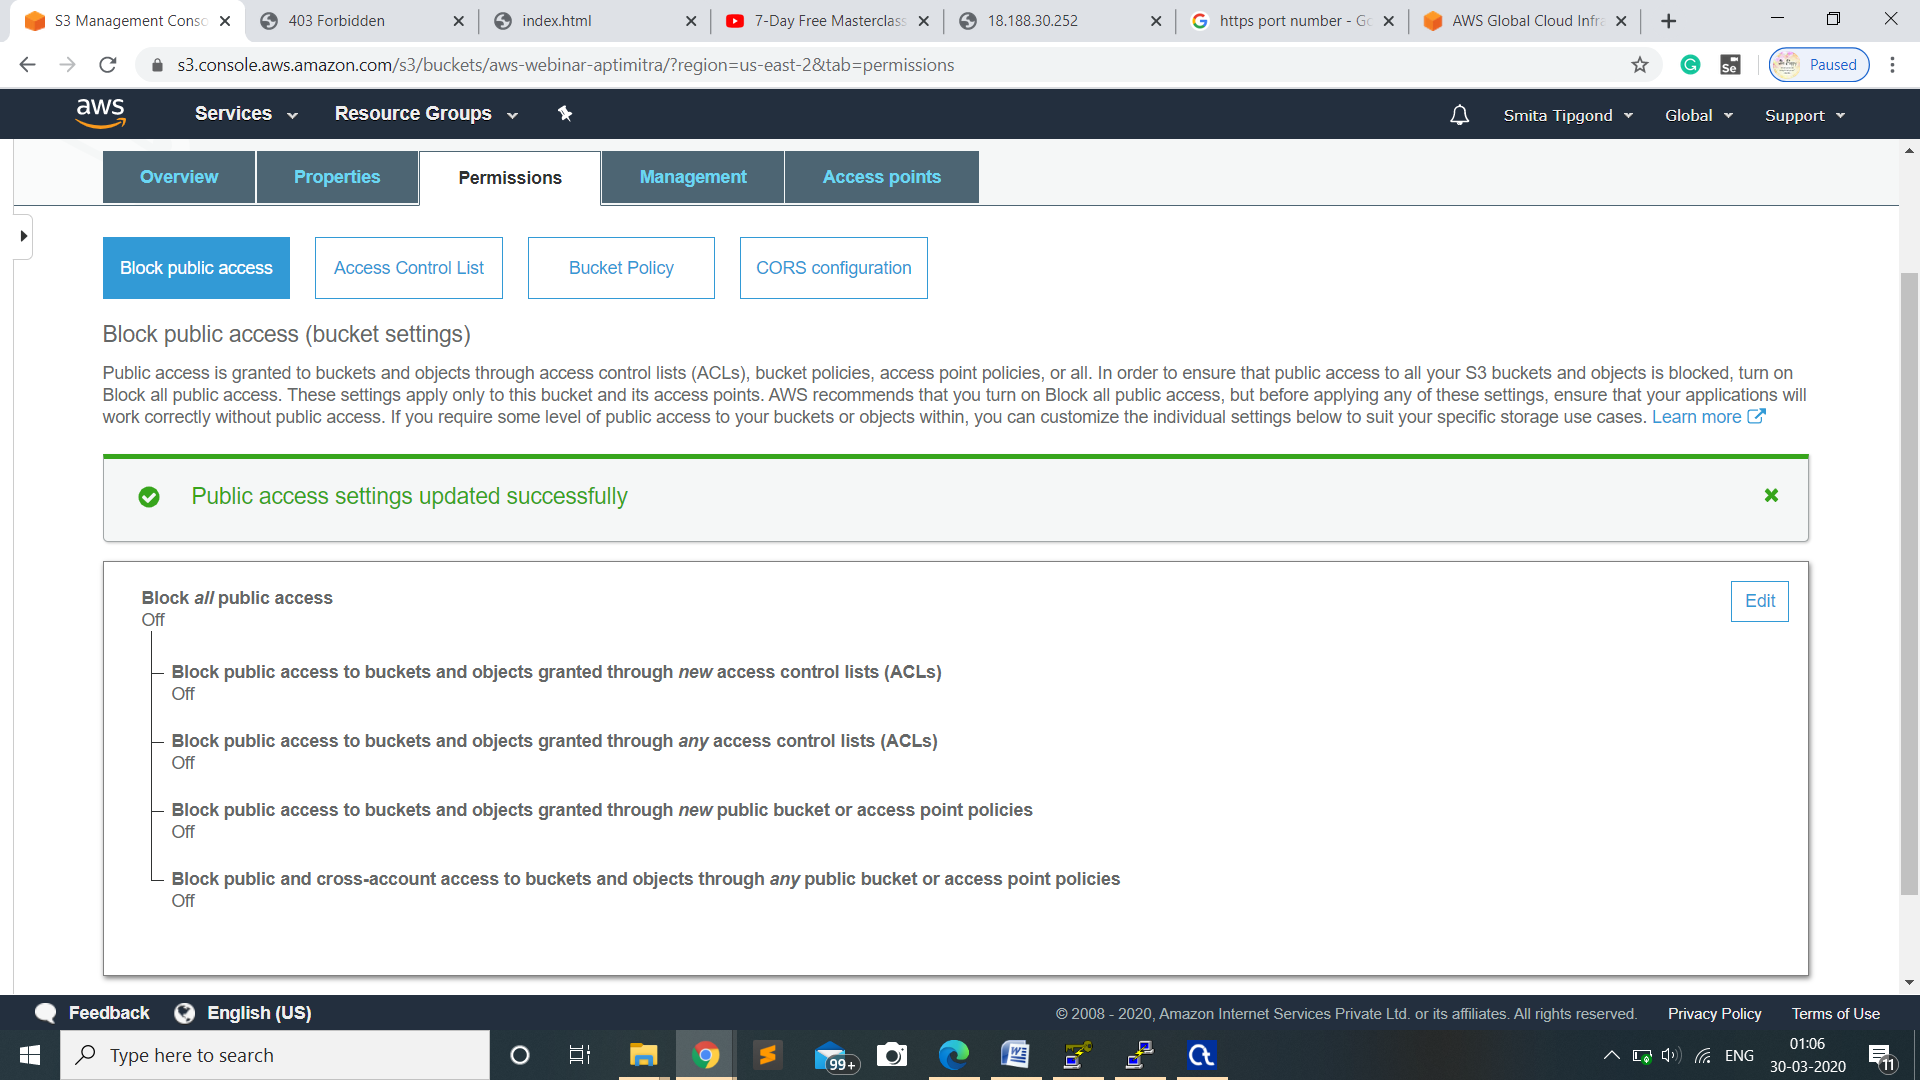 S3 Management Conso
403 Forbidden
index.html
7-Day Free Masterclass
18.188.30.252
https port number - Go
AWS Global Cloud Infra
s3.console.aws.amazon.com/s3/buckets/aws-webinar-aptimitra/?region=us-east-2&tab=permissions
Paused
aws
Services
Resource Groups
Smita Tipgond
Global
Support
Overview
Properties
Permissions
Management
Access points
Block public access
Access Control List
Bucket Policy
CORS configuration
Block public access (bucket settings)
Public access is granted to buckets and objects through access control lists (ACLs), bucket policies, access point policies, or all. In order to ensure that public access to all your S3 buckets and objects is blocked, turn on
Block all public access. These settings apply only to this bucket and its access points. AWS recommends that you turn on Block all public access, but before applying any of these settings, ensure that your applications will
work correctly without public access. If you require some level of public access to your buckets or objects within, you can customize the individual settings below to suit your specific storage use cases. Learn more
Public access settings updated successfully
Block all public access
Off
Edit
Block public access to buckets and objects granted through new access control lists (ACLs)
Off
Block public access to buckets and objects granted through any access control lists (ACLs)
Off
Block public access to buckets and objects granted through new public bucket or access point policies
Off
Block public and cross-account access to buckets and objects through any public bucket or access point policies
Off
Feedback
English (US)
© 2008 - 2020, Amazon Internet Services Private Ltd. or its affiliates. All rights reserved.
Privacy Policy
Terms of Use
Type here to search
99+
ENG
01:06
30-03-2020
11